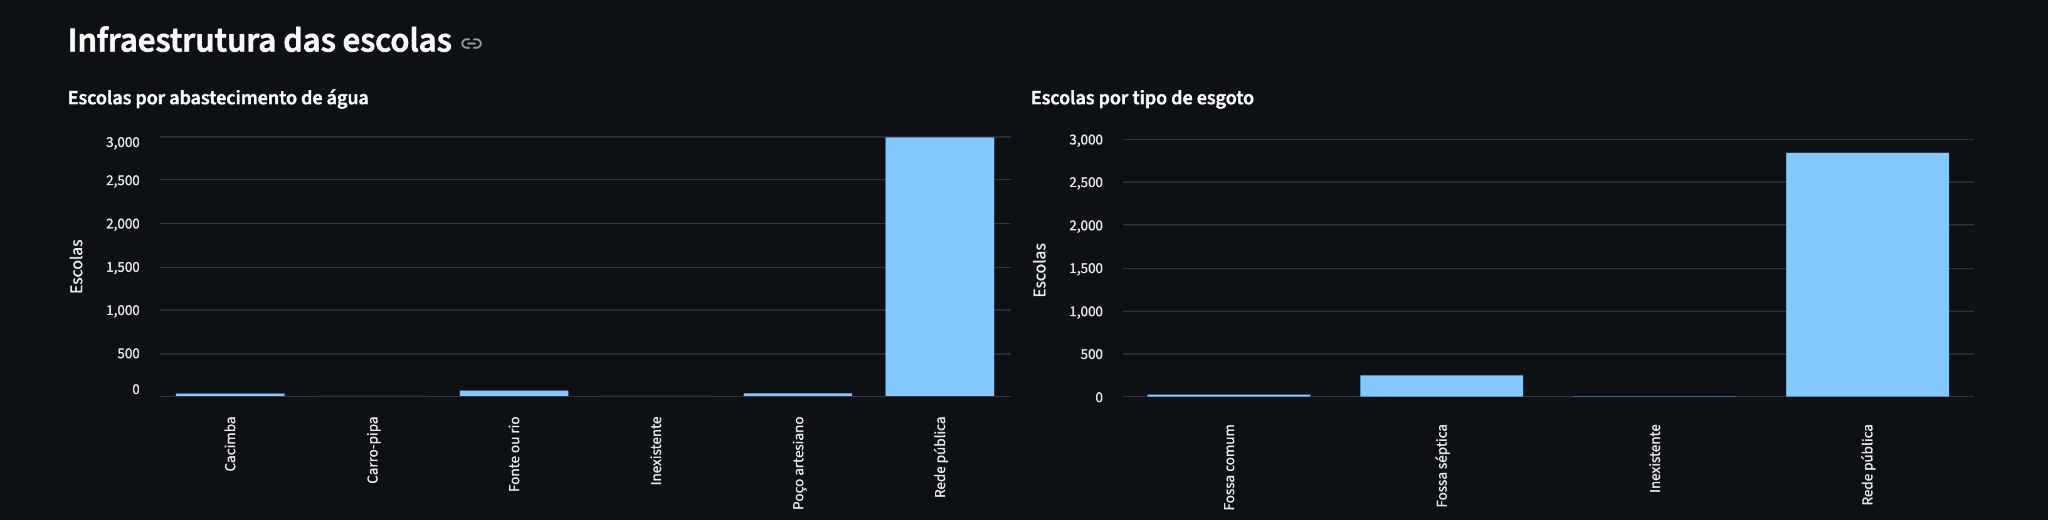 Infraestrutura das escolas
Escolas por abastecimento de água
3,000
2,500
2,000
1,500
1,000
500
0
Escolas
Cacimba
Carro-pipa
Fonte ou rio
Inexistente
Poço artesiano
Rede pública
Escolas por tipo de esgoto
3,000
2,500
2,000
1,500
1,000
500
0
Escolas
Fossa comum
Fossa séptica
Inexistente
Rede pública